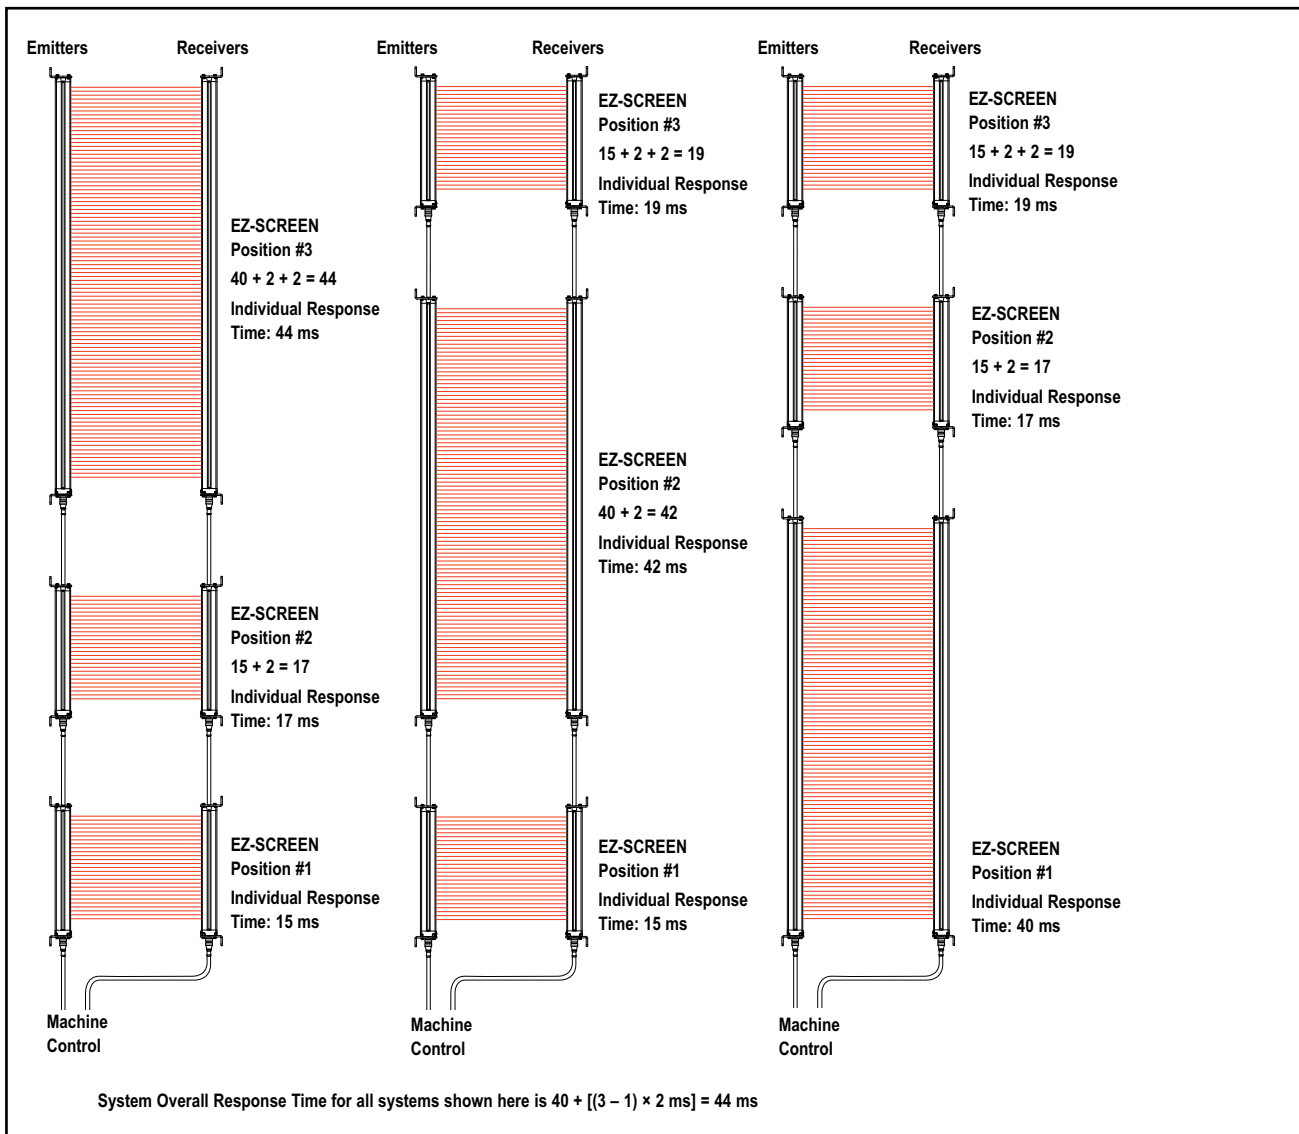 Emitters
Receivers
EZ-SCREEN
Position #3
40 + 2 + 2 = 44
Individual Response
Time: 44 ms
EZ-SCREEN
Position #2
15 + 2 = 17
Individual Response
Time: 17 ms
EZ-SCREEN
Position #1
Individual Response
Time: 15 ms
Machine
Control
Emitters
Receivers
EZ-SCREEN
Position #3
15 + 2 + 2 = 19
Individual Response
Time: 19 ms
EZ-SCREEN
Position #2
40 + 2 = 42
Individual Response
Time: 42 ms
EZ-SCREEN
Position #1
Individual Response
Time: 15 ms
Machine
Control
Emitters
Receivers
EZ-SCREEN
Position #3
15 + 2 + 2 = 19
Individual Response
Time: 19 ms
EZ-SCREEN
Position #2
15 + 2 = 17
Individual Response
Time: 17 ms
EZ-SCREEN
Position #1
Individual Response
Time: 40 ms
Machine
Control
System Overall Response Time for all systems shown here is 40 + [(3 – 1) × 2 ms] = 44 ms